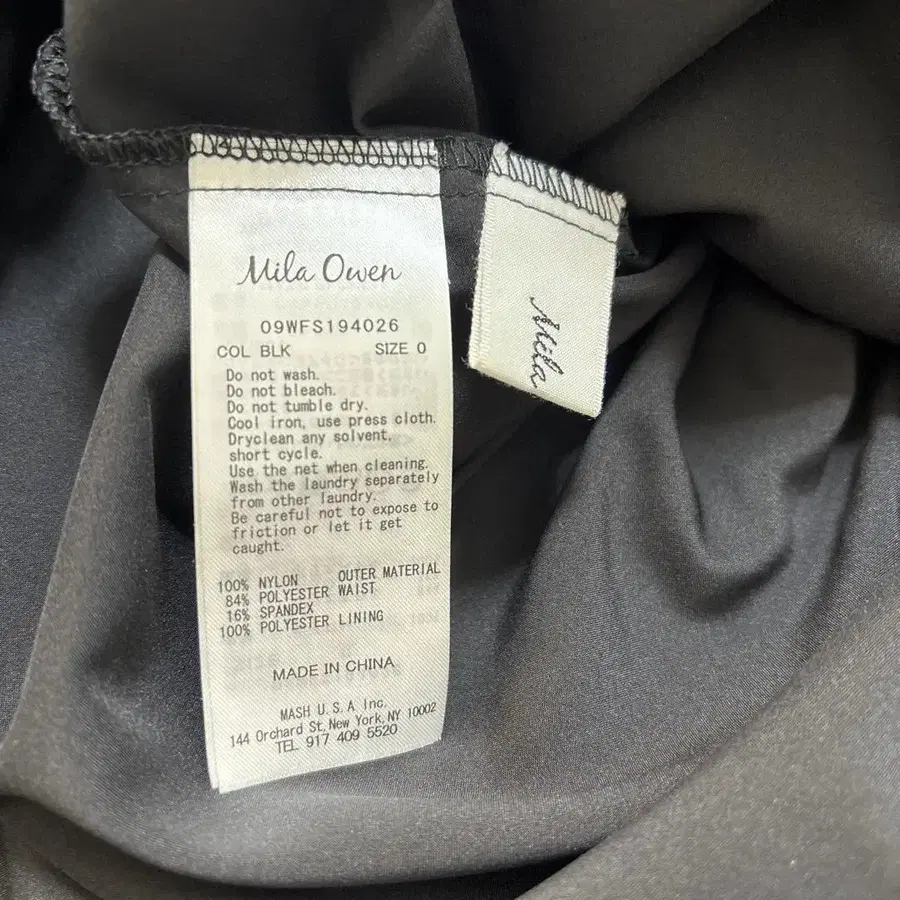 Mila Owen
09WFS194026
COL BLK SIZE 0
Do not wash.
Do not bleach.
Do not tumble dry.
Cool iron, use press cloth.
Dryclean any solvent,
short cycle.
Use the net when cleaning.
Wash the laundry separately
from other laundry.
Be careful not to expose to
friction or let it get
caught.
100% NYLON OUTER MATERIAL
84% POLYESTER WAIST
16% SPANDEX
100% POLYESTER LINING
MADE IN CHINA
MASH U.S.A Inc.
144 Orchard St, New York, NY 10002
TEL 917 409 5520
Mila